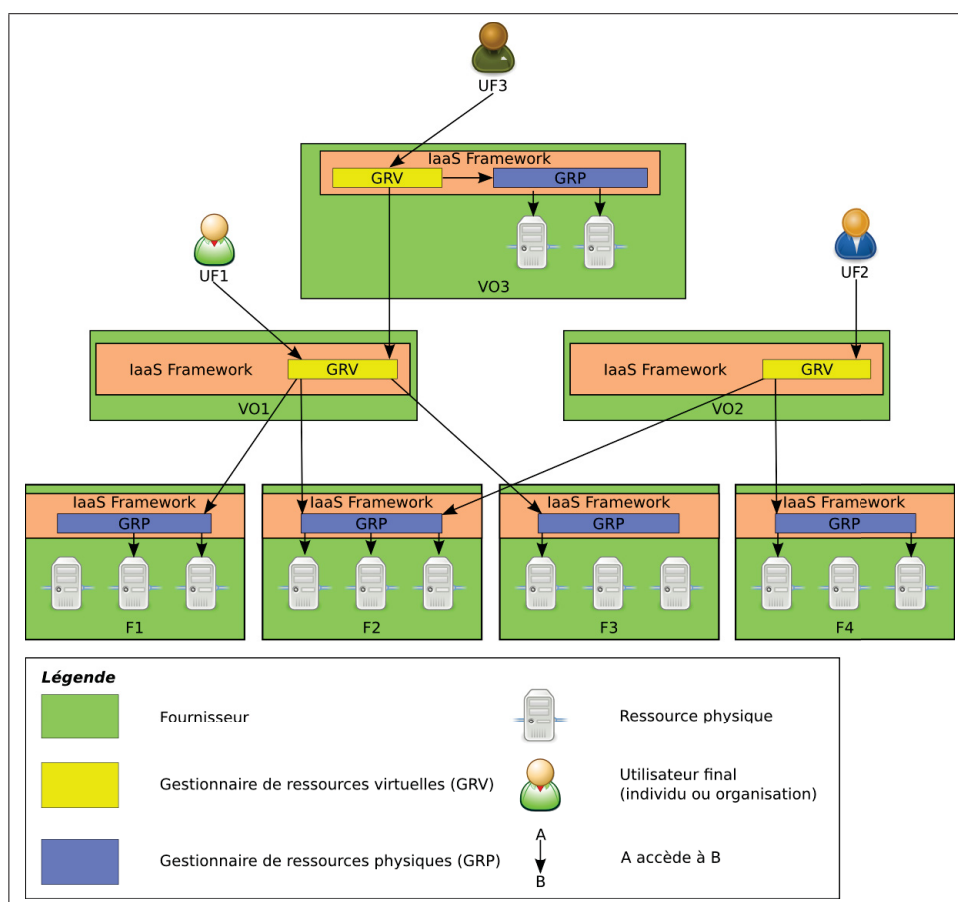 UF3
IaaS Framework
GRV
GRP
VO3
UF1
UF2
IaaS Framework
GRV
VO1
IaaS Framework
GRV
VO2
IaaS Framework
GRP
F1
IaaS Framework
GRP
F2
IaaS Framework
GRP
F3
IaaS Framework
GRP
F4
Légende
Fournisseur
Ressource physique
Gestionnaire de ressources virtuelles (GRV)
Utilisateur final
(individu ou organisation)
Gestionnaire de ressources physiques (GRP)
A
B
A accède à B